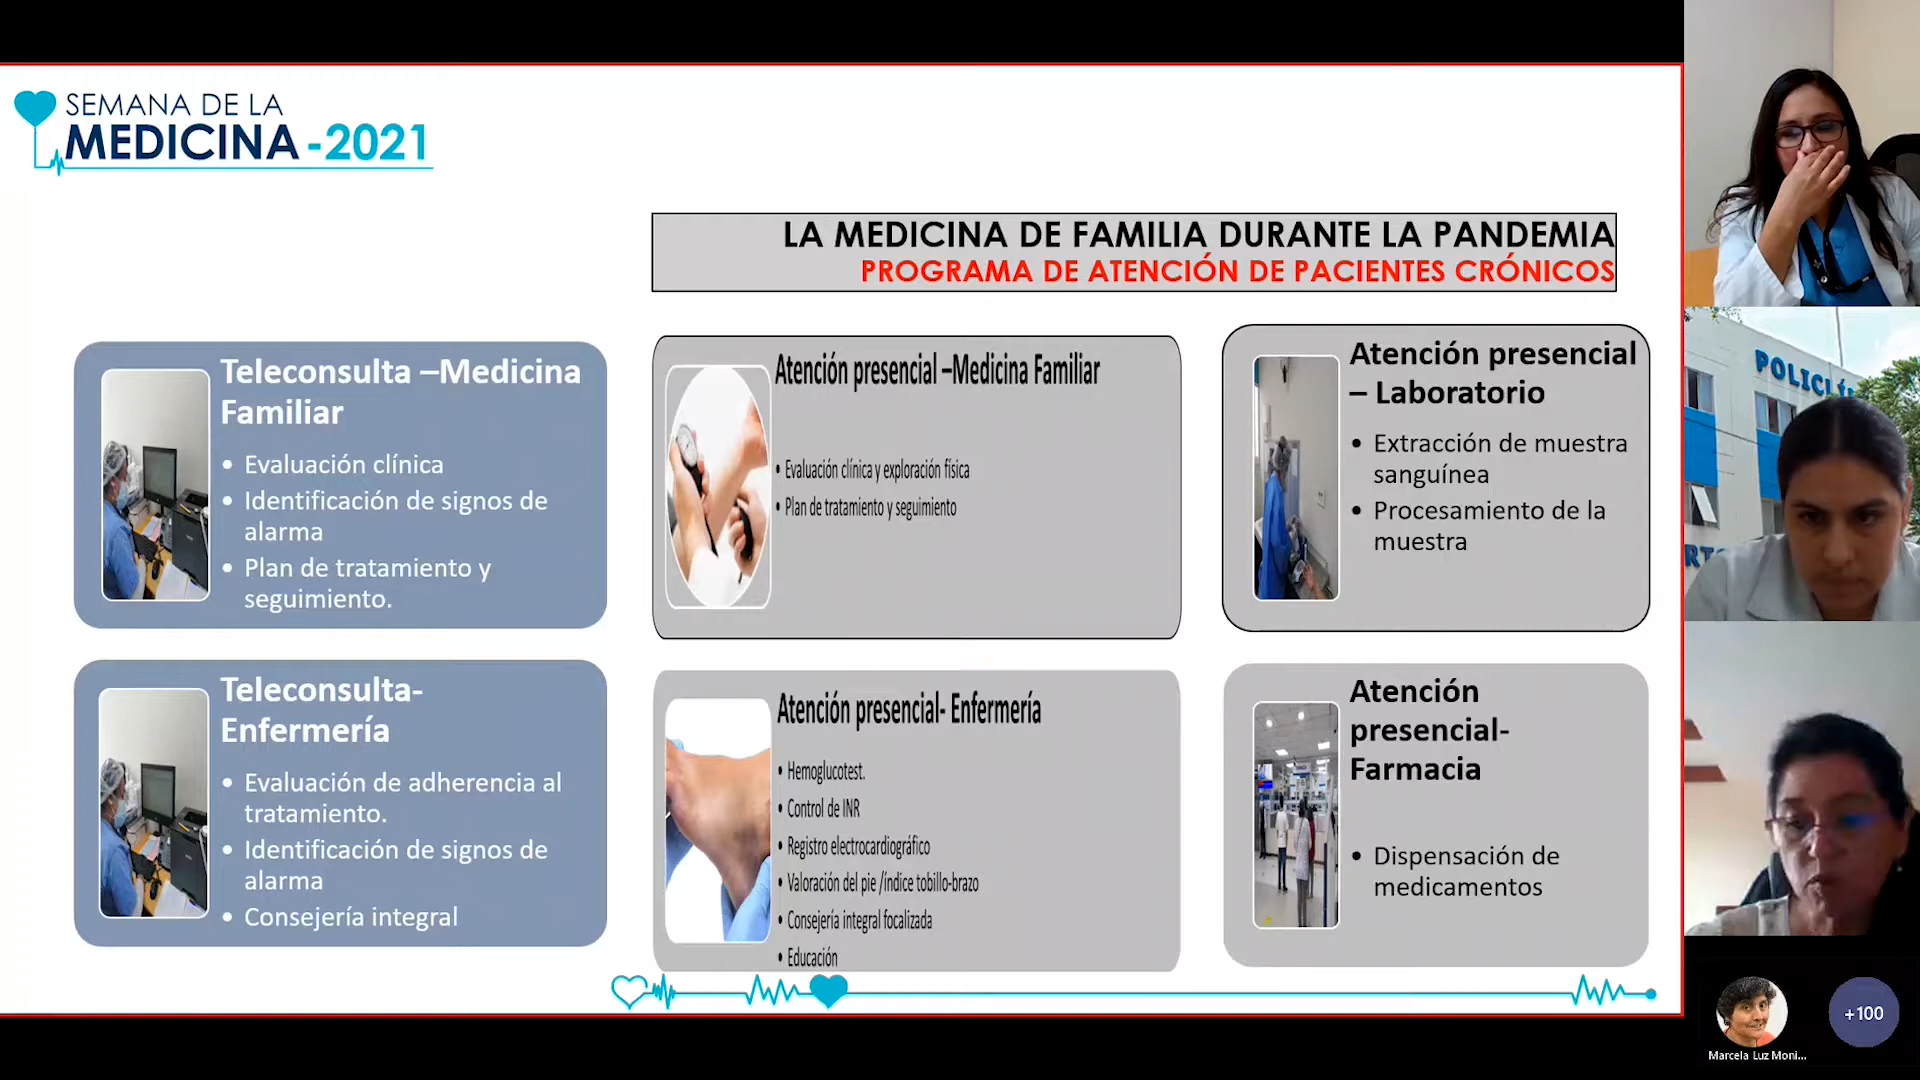 SEMANA DE LA
MEDICINA -2021
LA MEDICINA DE FAMILIA DURANTE LA PANDEMIA
PROGRAMA DE ATENCIÓN DE PACIENTES CRÓNICOS
Teleconsulta –Medicina
Familiar
• Evaluación clínica
• Identificación de signos de
alarma
• Plan de tratamiento y
seguimiento.
Atención presencial –Medicina Familiar
• Evaluación clínica y exploración física
• Plan de tratamiento y seguimiento
Atención presencial
– Laboratorio
• Extracción de muestra
sanguínea
• Procesamiento de la
muestra
Teleconsulta-
Enfermería
• Evaluación de adherencia al
tratamiento.
• Identificación de signos de
alarma
• Consejería integral
Atención presencial- Enfermería
• Hemoglucotest.
• Control de INR
• Registro electrocardiográfico
• Valoración del pie /índice tobillo-brazo
• Consejería integral focalizada
• Educación
Atención
presencial-
Farmacia
• Dispensación de
medicamentos
POLICLÍ
RT
Marcela Luz Moni...
+100